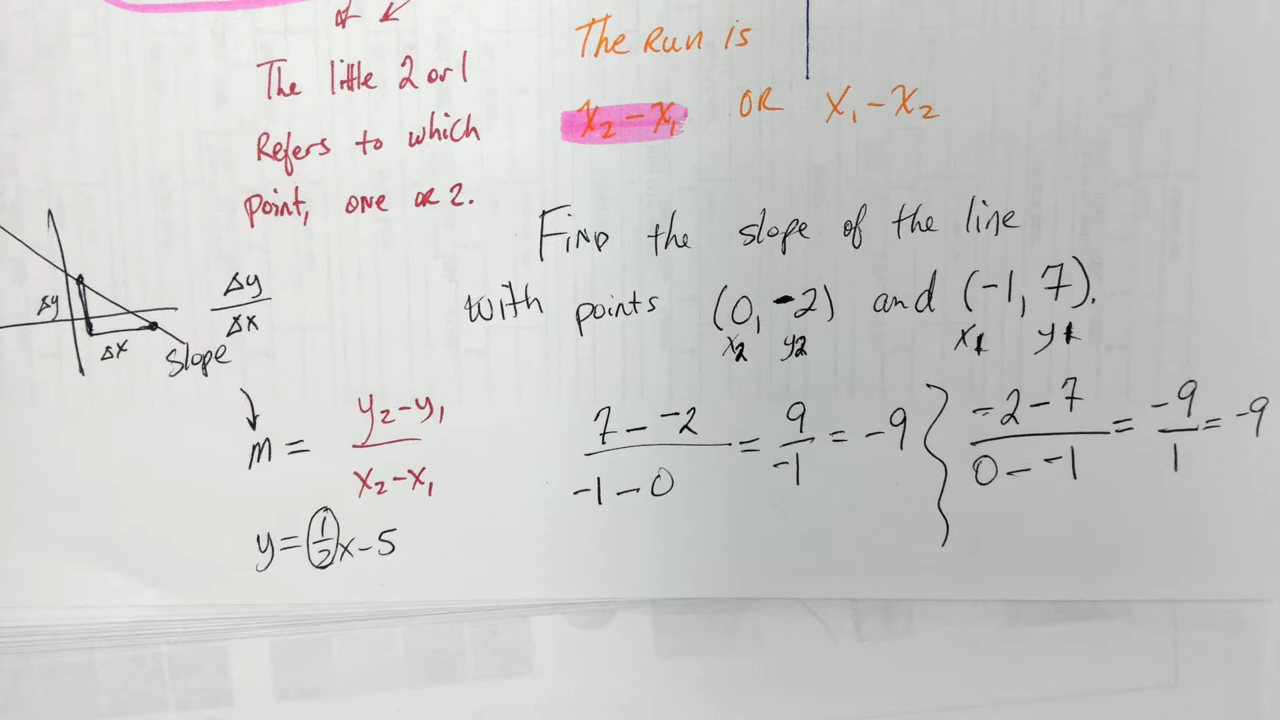 of
The little 2 or 1
Refers to which
point, one or 2.
The Run is
x₂ - x₁ OR x₁ - x₂
Find the slope of the line
with points (0, -2) and (-1, 7).
x₂ y₂ x₁ y₁
Δy
Δx
slope
Δy/Δx
m = (y₂ - y₁)/(x₂ - x₁)
y = ½x - 5
(7 - -2)/(-1 - 0) = 9/-1 = -9
(-2 - 7)/(0 - -1) = -9/1 = -9